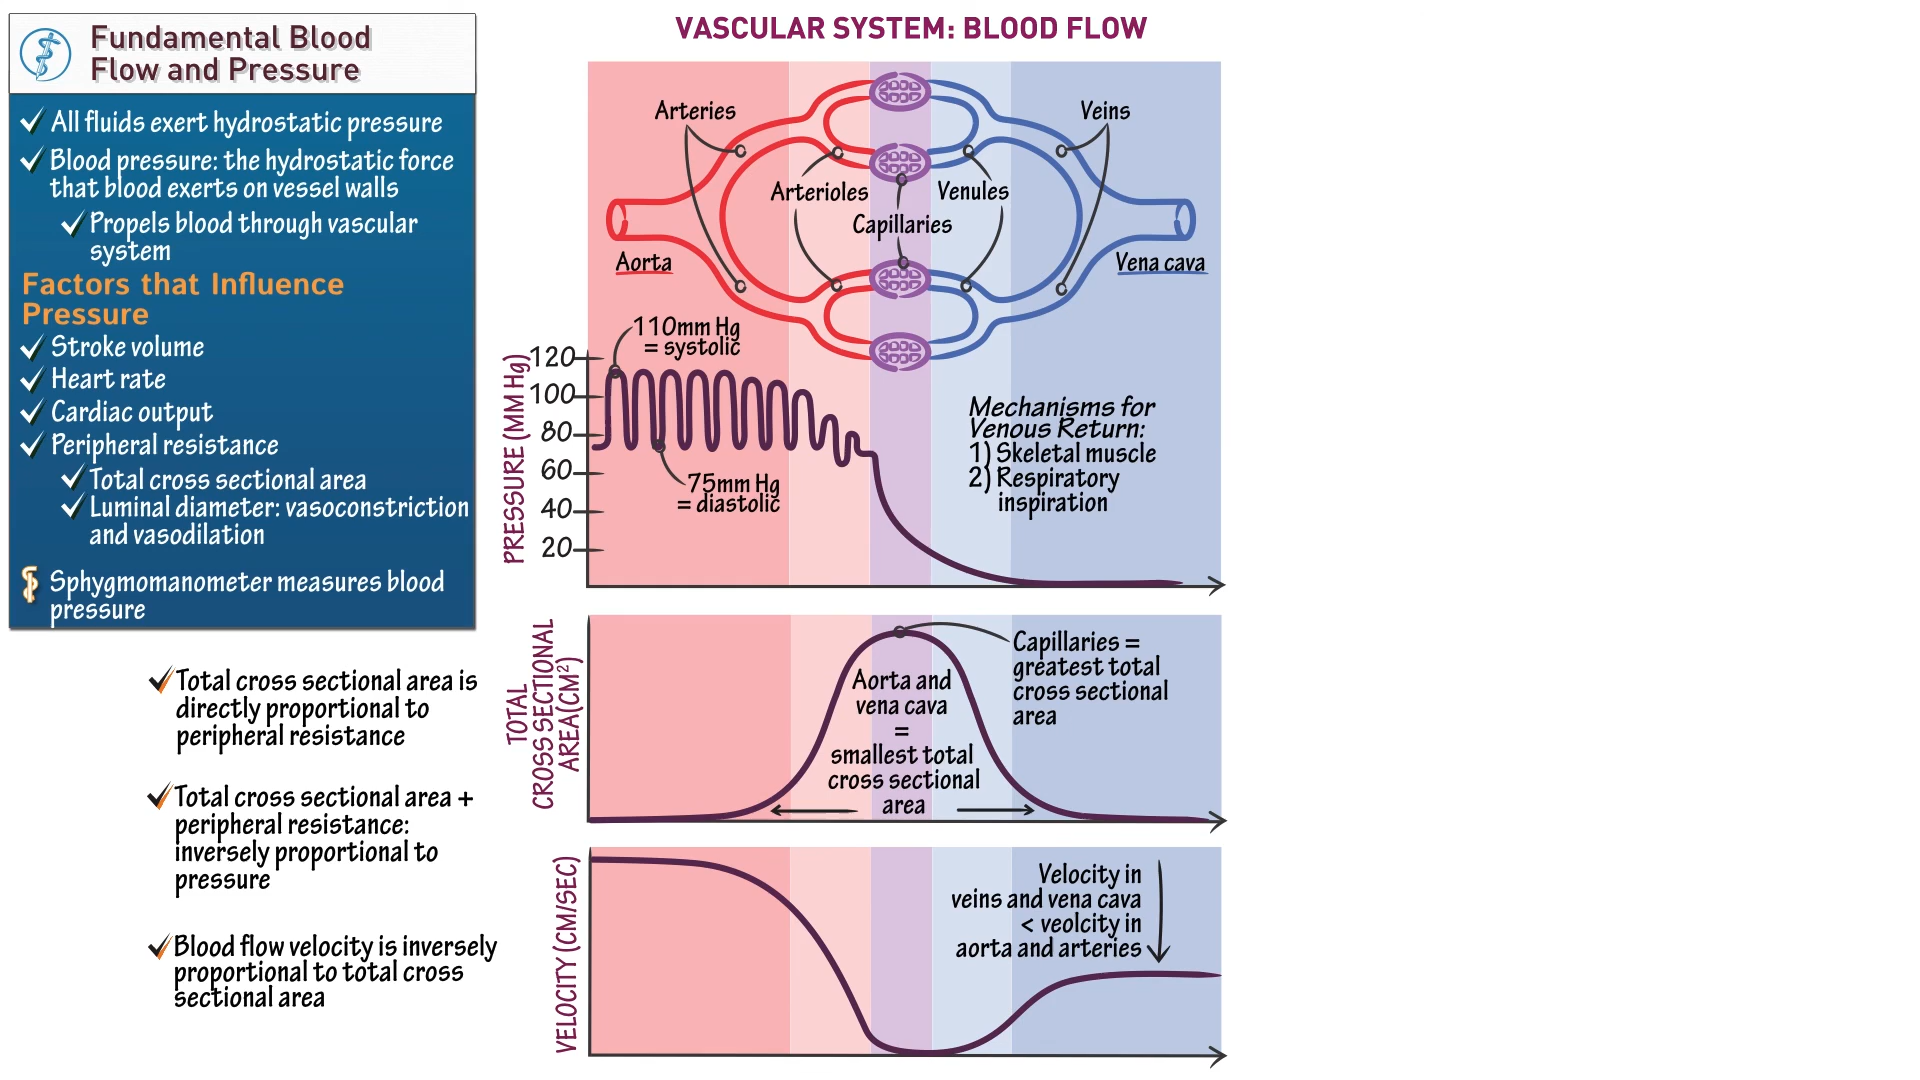 Fundamental Blood
Flow and Pressure
All fluids exert hydrostatic pressure
Blood pressure: the hydrostatic force
that blood exerts on vessel walls
Propels blood through vascular
system
Factors that Influence
Pressure
Stroke volume
Heart rate
Cardiac output
Peripheral resistance
Total cross sectional area
Luminal diameter: vasoconstriction
and vasodilation
Sphygmomanometer measures blood
pressure
Total cross sectional area is
directly proportional to
peripheral resistance
Total cross sectional area +
peripheral resistance:
inversely proportional to
pressure
Blood flow velocity is inversely
proportional to total cross
sectional area
VASCULAR SYSTEM: BLOOD FLOW
Arteries
Veins
Arterioles
Venules
Capillaries
Aorta
Vena cava
110mm Hg
= systolic
75mm Hg
= diastolic
PRESSURE (MM Hg)
120
100
80
60
40
20
Mechanisms for
Venous Return:
1) Skeletal muscle
2) Respiratory
inspiration
TOTAL
CROSS SECTIONAL
AREA(CM²)
Capillaries =
greatest total
cross sectional
area
Aorta and
vena cava
=
smallest total
cross sectional
area
VELOCITY (CM/SEC)
Velocity in
veins and vena cava
< veolcity in
aorta and arteries